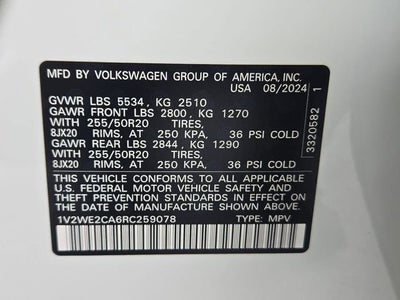 MFD BY VOLKSWAGEN GROUP OF AMERICA, INC.
USA 08/2024
GVWR LBS 5534 , KG 2510
GAWR FRONT LBS 2800 , KG 1270
WITH 255/50R20 TIRES,
8JX20 RIMS, AT 250 KPA, 36 PSI COLD
GAWR REAR LBS 2844 , KG 1290
WITH 255/50R20 TIRES,
8JX20 RIMS, AT 250 KPA, 36 PSI COLD
THIS VEHICLE CONFORMS TO ALL APPLICABLE
U.S. FEDERAL MOTOR VEHICLE SAFETY AND
THEFT PREVENTION STANDARDS IN EFFECT ON
THE DATE OF MANUFACTURE SHOWN ABOVE.
1V2WE2CA6RC259078 TYPE: MPV
3320582 1